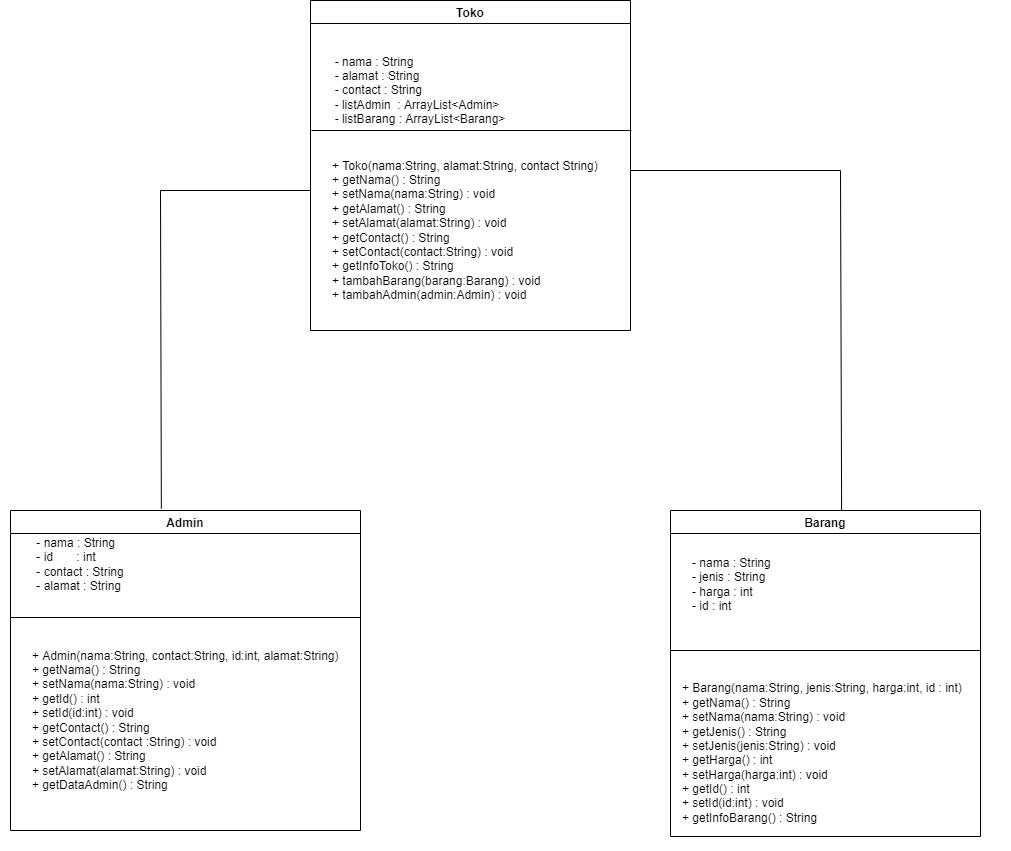 Toko
- nama : String
- alamat : String
- contact : String
- listAdmin  : ArrayList<Admin>
- listBarang : ArrayList<Barang>
+ Toko(nama:String, alamat:String, contact String)
+ getNama() : String
+ setNama(nama:String) : void
+ getAlamat() : String
+ setAlamat(alamat:String) : void
+ getContact() : String
+ setContact(contact:String) : void
+ getInfoToko() : String
+ tambahBarang(barang:Barang) : void
+ tambahAdmin(admin:Admin) : void
Admin
- nama : String
- id : int
- contact : String
- alamat : String
+ Admin(nama:String, contact:String, id:int, alamat:String)
+ getNama() : String
+ setNama(nama:String) : void
+ getId() : int
+ setId(id:int) : void
+ getContact() : String
+ setContact(contact :String) : void
+ getAlamat() : String
+ setAlamat(alamat:String) : void
+ getDataAdmin() : String
Barang
- nama : String
- jenis : String
- harga : int
- id : int
+ Barang(nama:String, jenis:String, harga:int, id : int)
+ getNama() : String
+ setNama(nama:String) : void
+ getJenis() : String
+ setJenis(jenis:String) : void
+ getHarga() : int
+ setHarga(harga:int) : void
+ getId() : int
+ setId(id:int) : void
+ getInfoBarang() : String